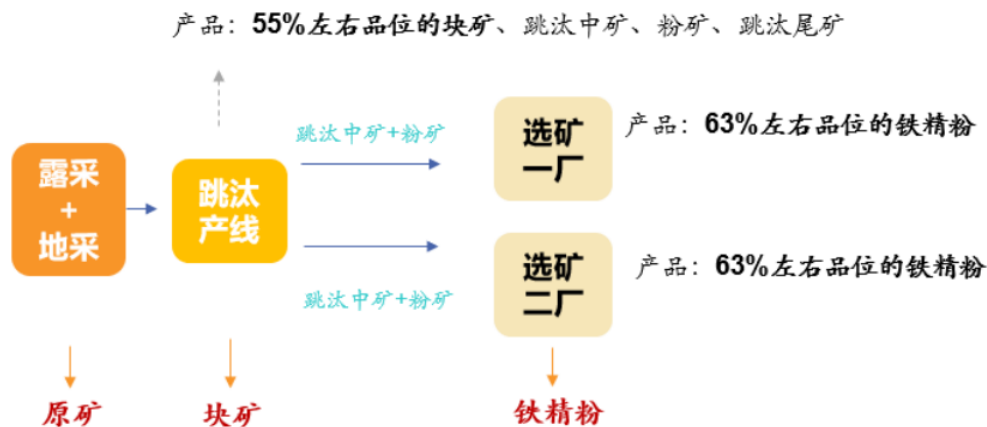 产品：55%左右品位的块矿、跳汰中矿、粉矿、跳汰尾矿
露采
+
地采
跳汰
产线
跳汰中矿+粉矿
选矿
一厂
产品：63%左右品位的铁精粉
跳汰中矿+粉矿
选矿
二厂
产品：63%左右品位的铁精粉
原矿
块矿
铁精粉